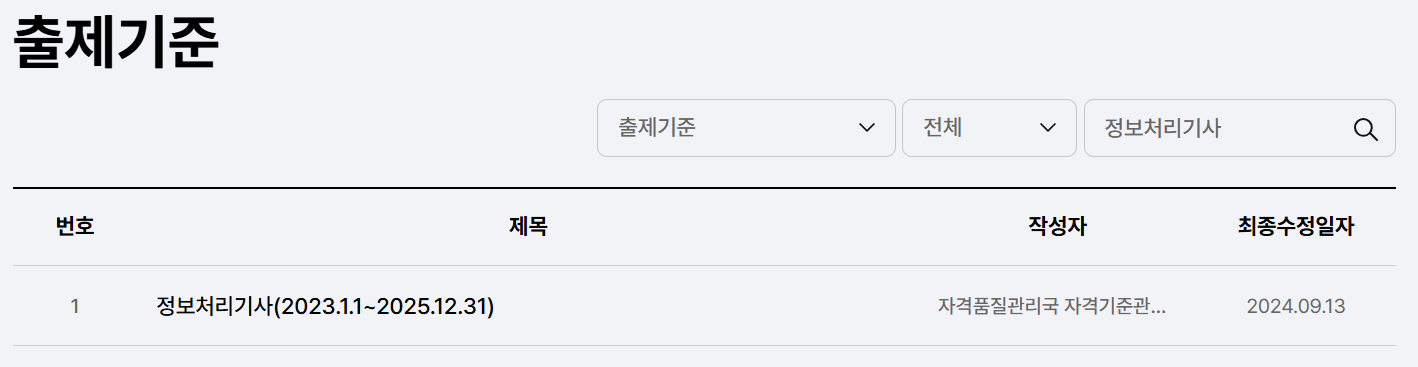 출제기준
출제기준 전체 정보처리기사
번호 제목 작성자 최종수정일자
1 정보처리기사(2023.1.1~2025.12.31) 자격품질관리국 자격기준관... 2024.09.13